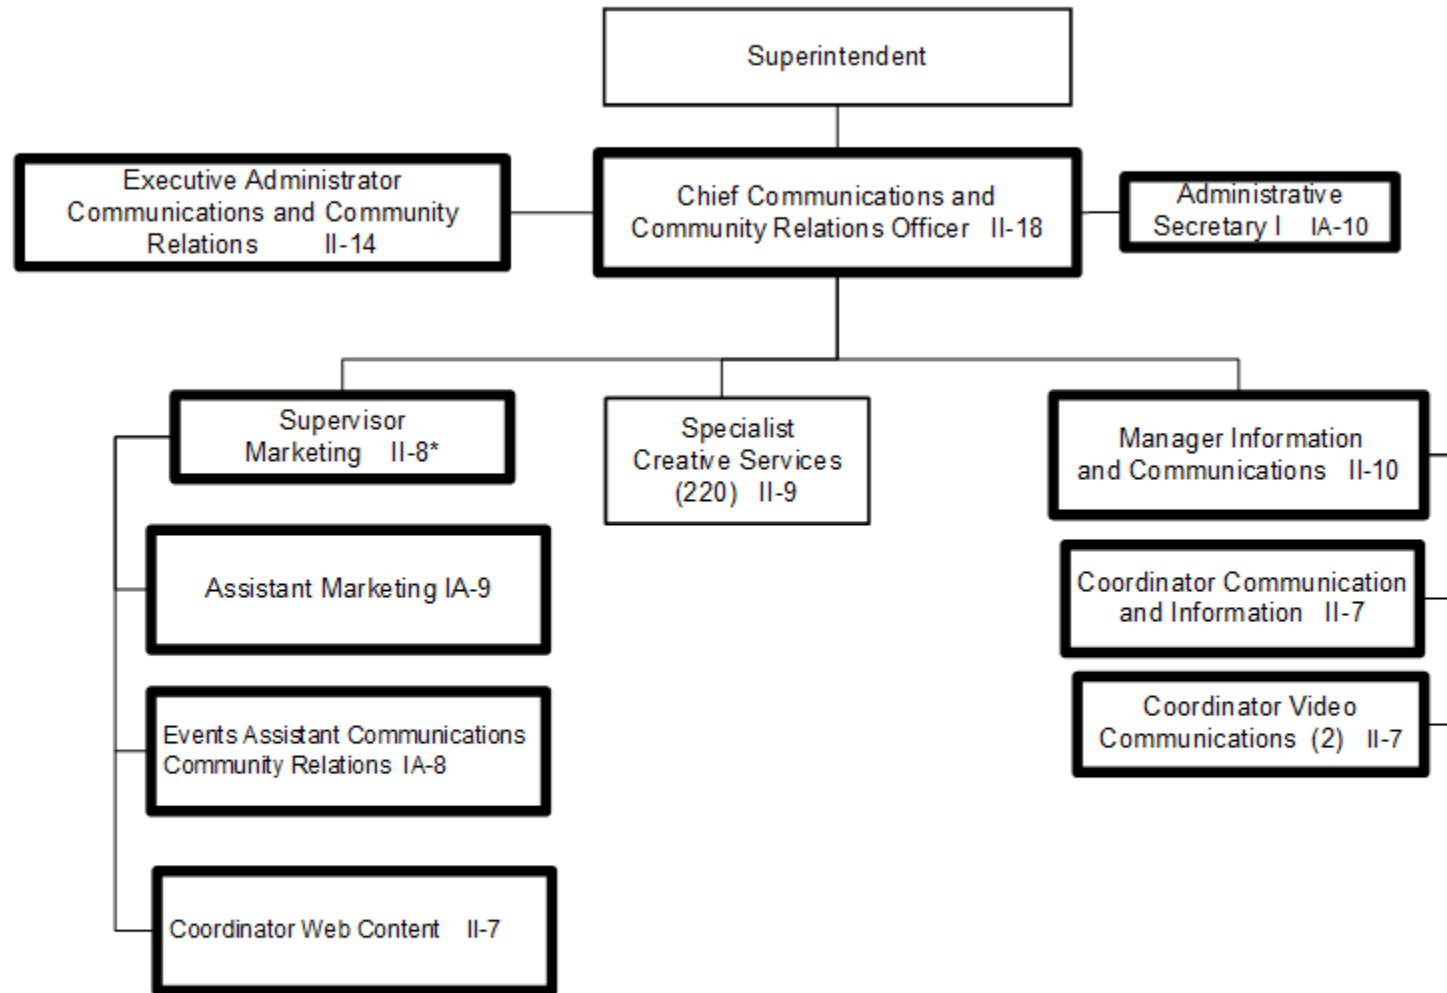 Superintendent
Executive Administrator
Communications and Community
Relations II-14
Chief Communications and
Community Relations Officer II-18
Administrative
Secretary I IA-10
Supervisor
Marketing II-8*
Specialist
Creative Services
(220) II-9
Manager Information
and Communications II-10
Assistant Marketing IA-9
Coordinator Communication
and Information II-7
Events Assistant Communications
Community Relations IA-8
Coordinator Video
Communications (2) II-7
Coordinator Web Content II-7